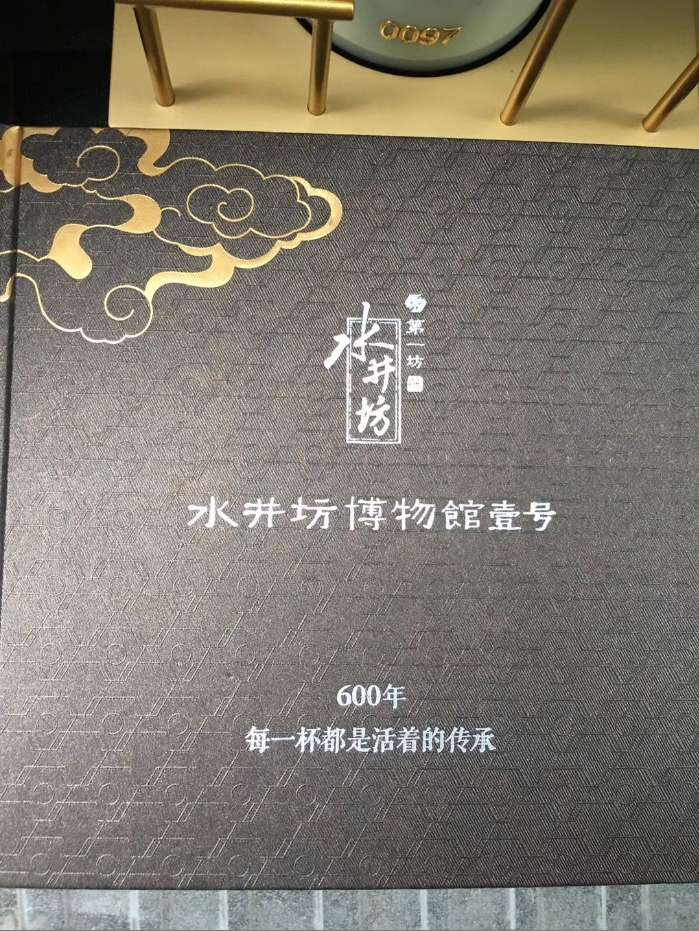 0097
水井坊
第一坊
水井坊博物館壹号
600年
每一杯都是活着的传承